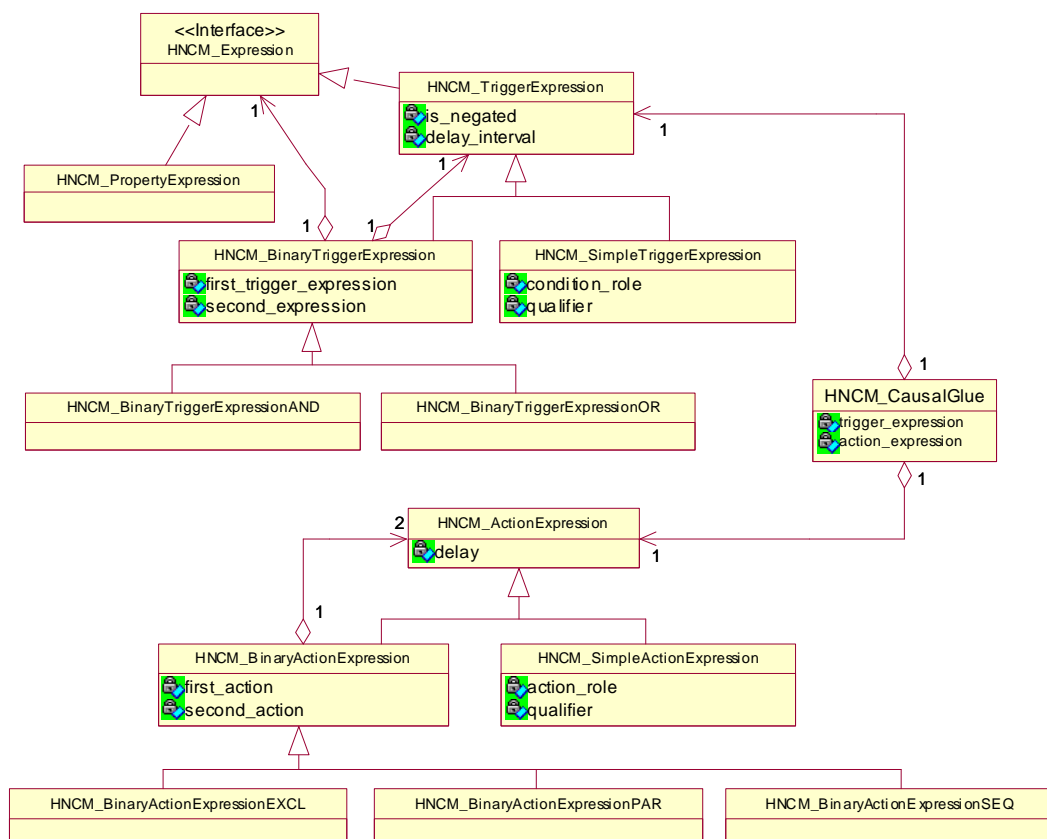 <<Interface>>
HNCM_Expression
HNCM_TriggerExpression
is_negated
delay_interval
1
1
1
HNCM_PropertyExpression
1
1
HNCM_BinaryTriggerExpression
first_trigger_expression
second_expression
HNCM_SimpleTriggerExpression
condition_role
qualifier
1
HNCM_BinaryTriggerExpressionAND
HNCM_BinaryTriggerExpressionOR
HNCM_CausalGlue
trigger_expression
action_expression
1
2
HNCM_ActionExpression
delay
1
1
HNCM_BinaryActionExpression
first_action
second_action
HNCM_SimpleActionExpression
action_role
qualifier
HNCM_BinaryActionExpressionEXCL
HNCM_BinaryActionExpressionPAR
HNCM_BinaryActionExpressionSEQ